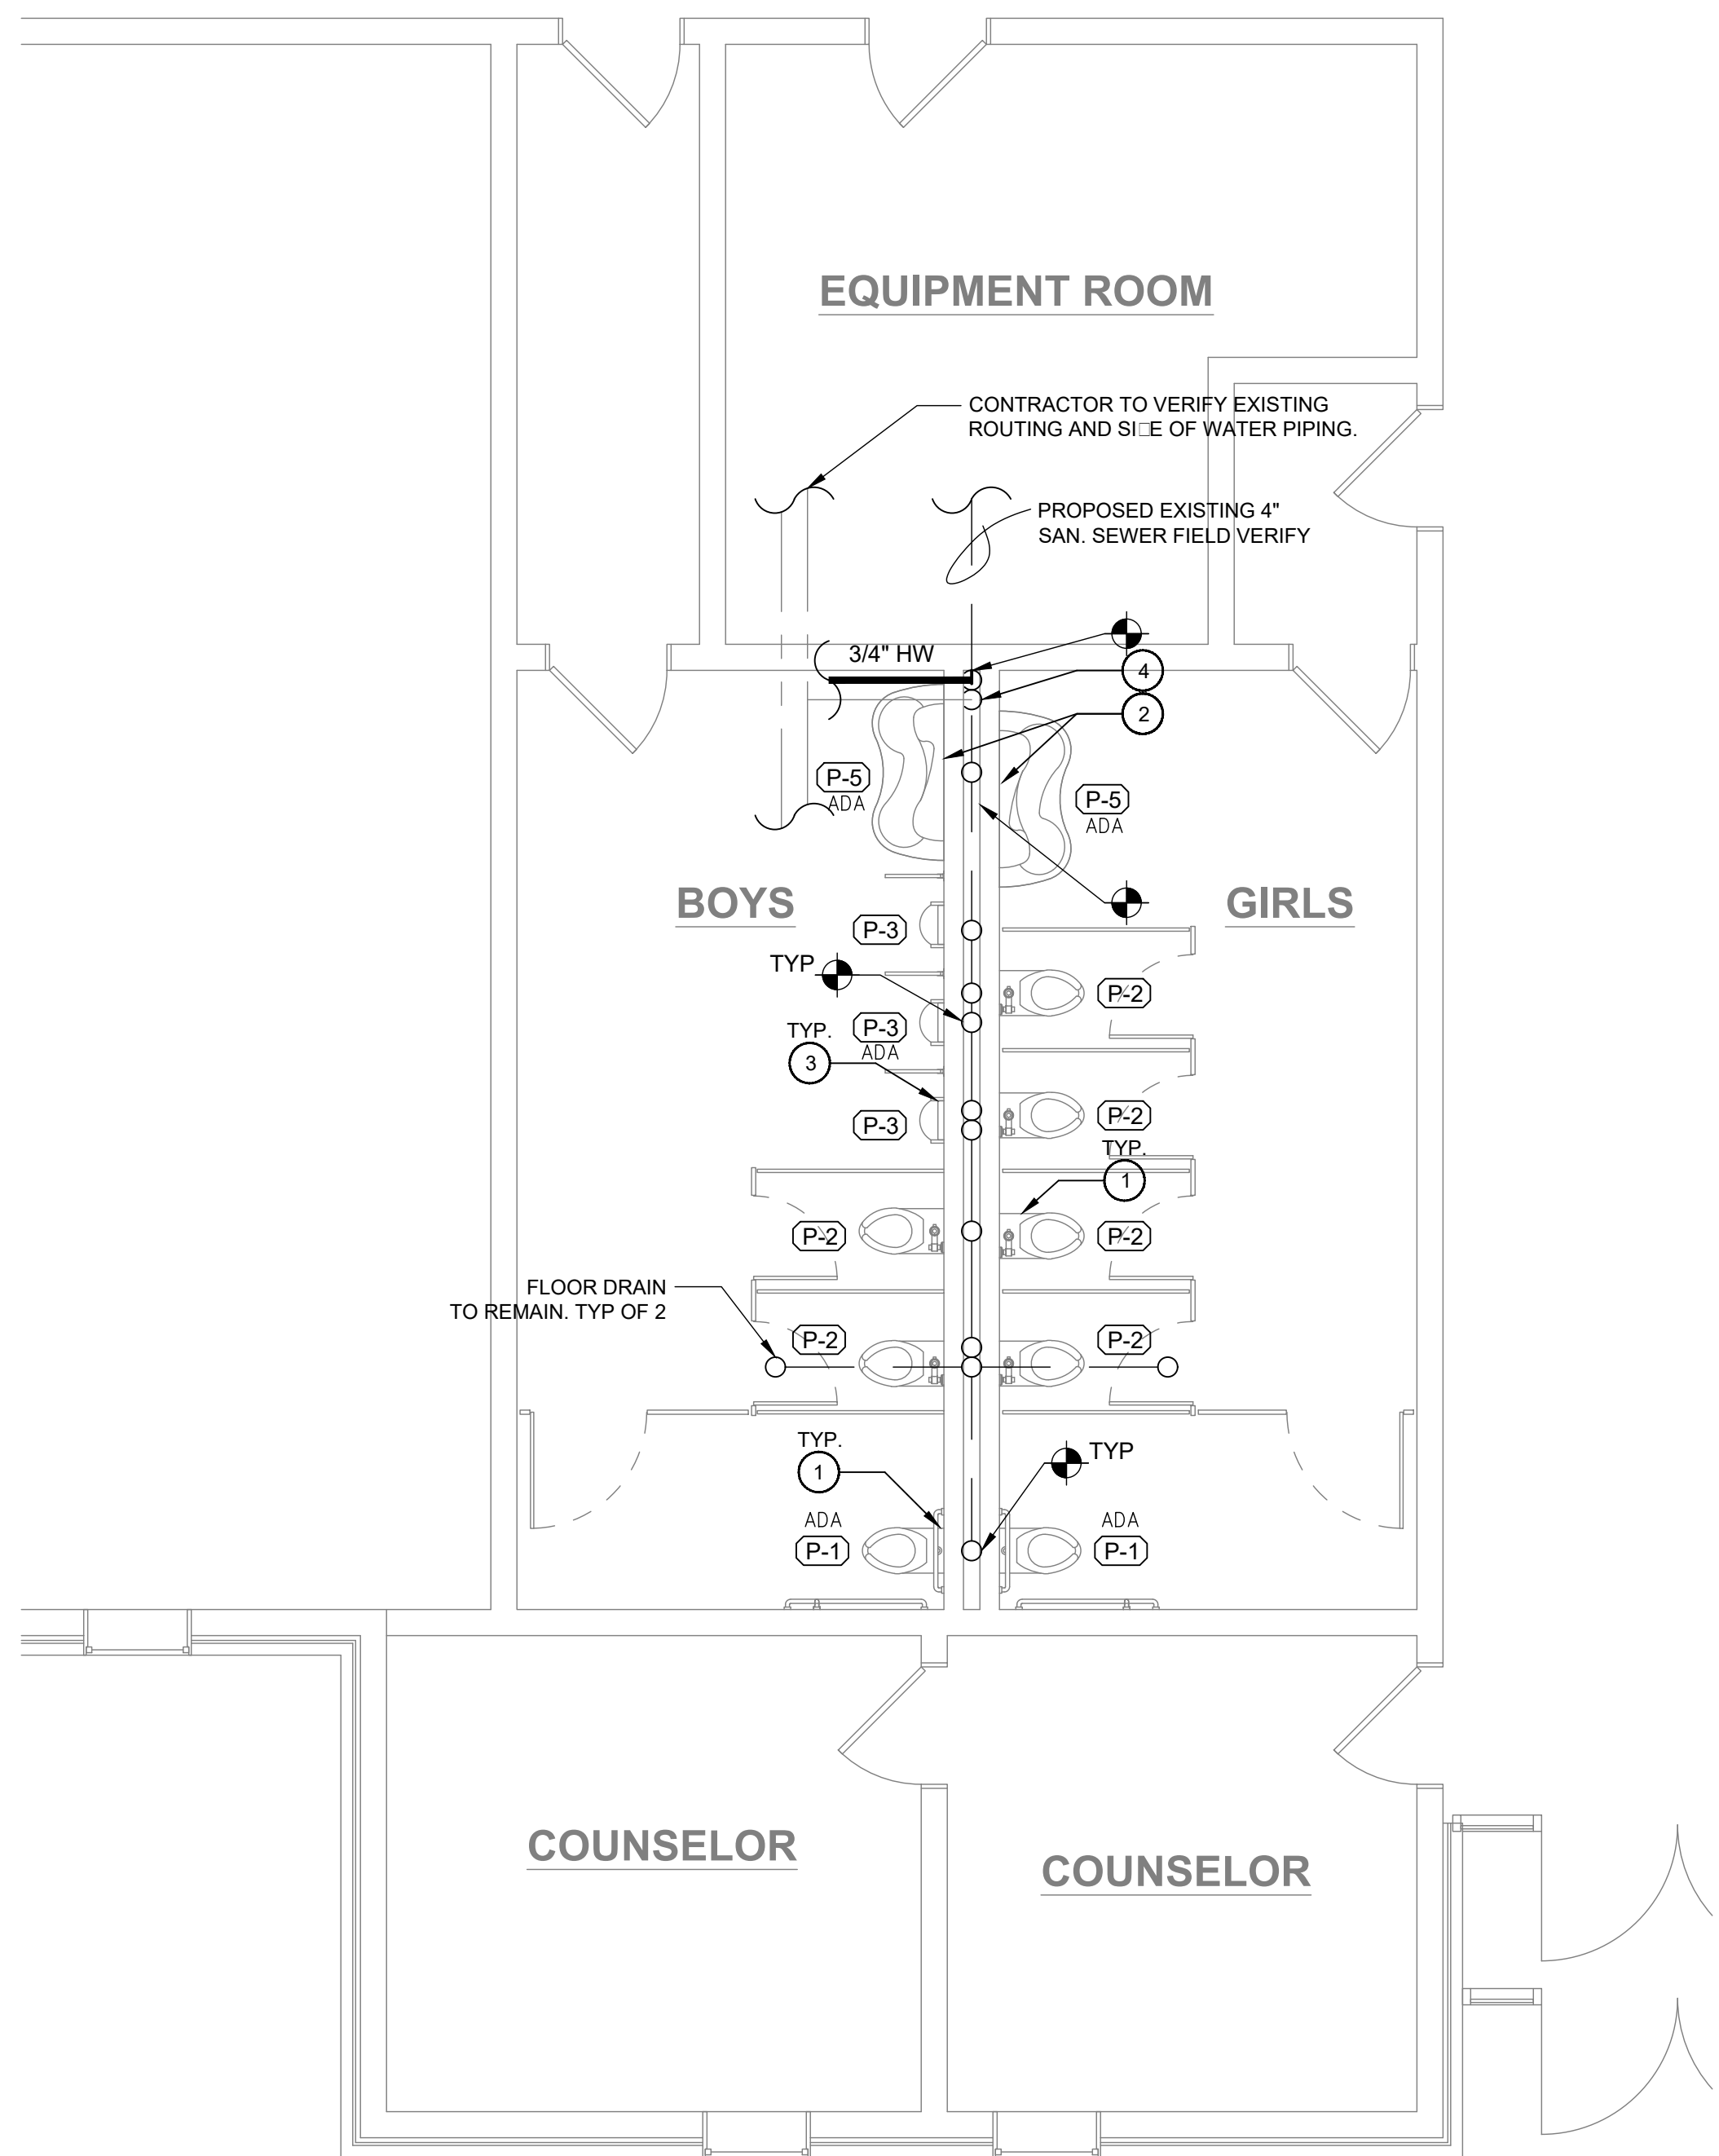 EQUIPMENT ROOM
CONTRACTOR TO VERIFY EXISTING
ROUTING AND SI□E OF WATER PIPING.
PROPOSED EXISTING 4"
SAN. SEWER FIELD VERIFY
3/4" HW
4
2
P-5
ADA
P-5
ADA
BOYS
GIRLS
P-3
TYP
P-2
TYP.
3
P-3
ADA
P-3
P-2
TYP.
1
P-2
P-2
FLOOR DRAIN
TO REMAIN. TYP OF 2
P-2
P-2
TYP.
1
TYP
ADA
P-1
ADA
P-1
COUNSELOR
COUNSELOR